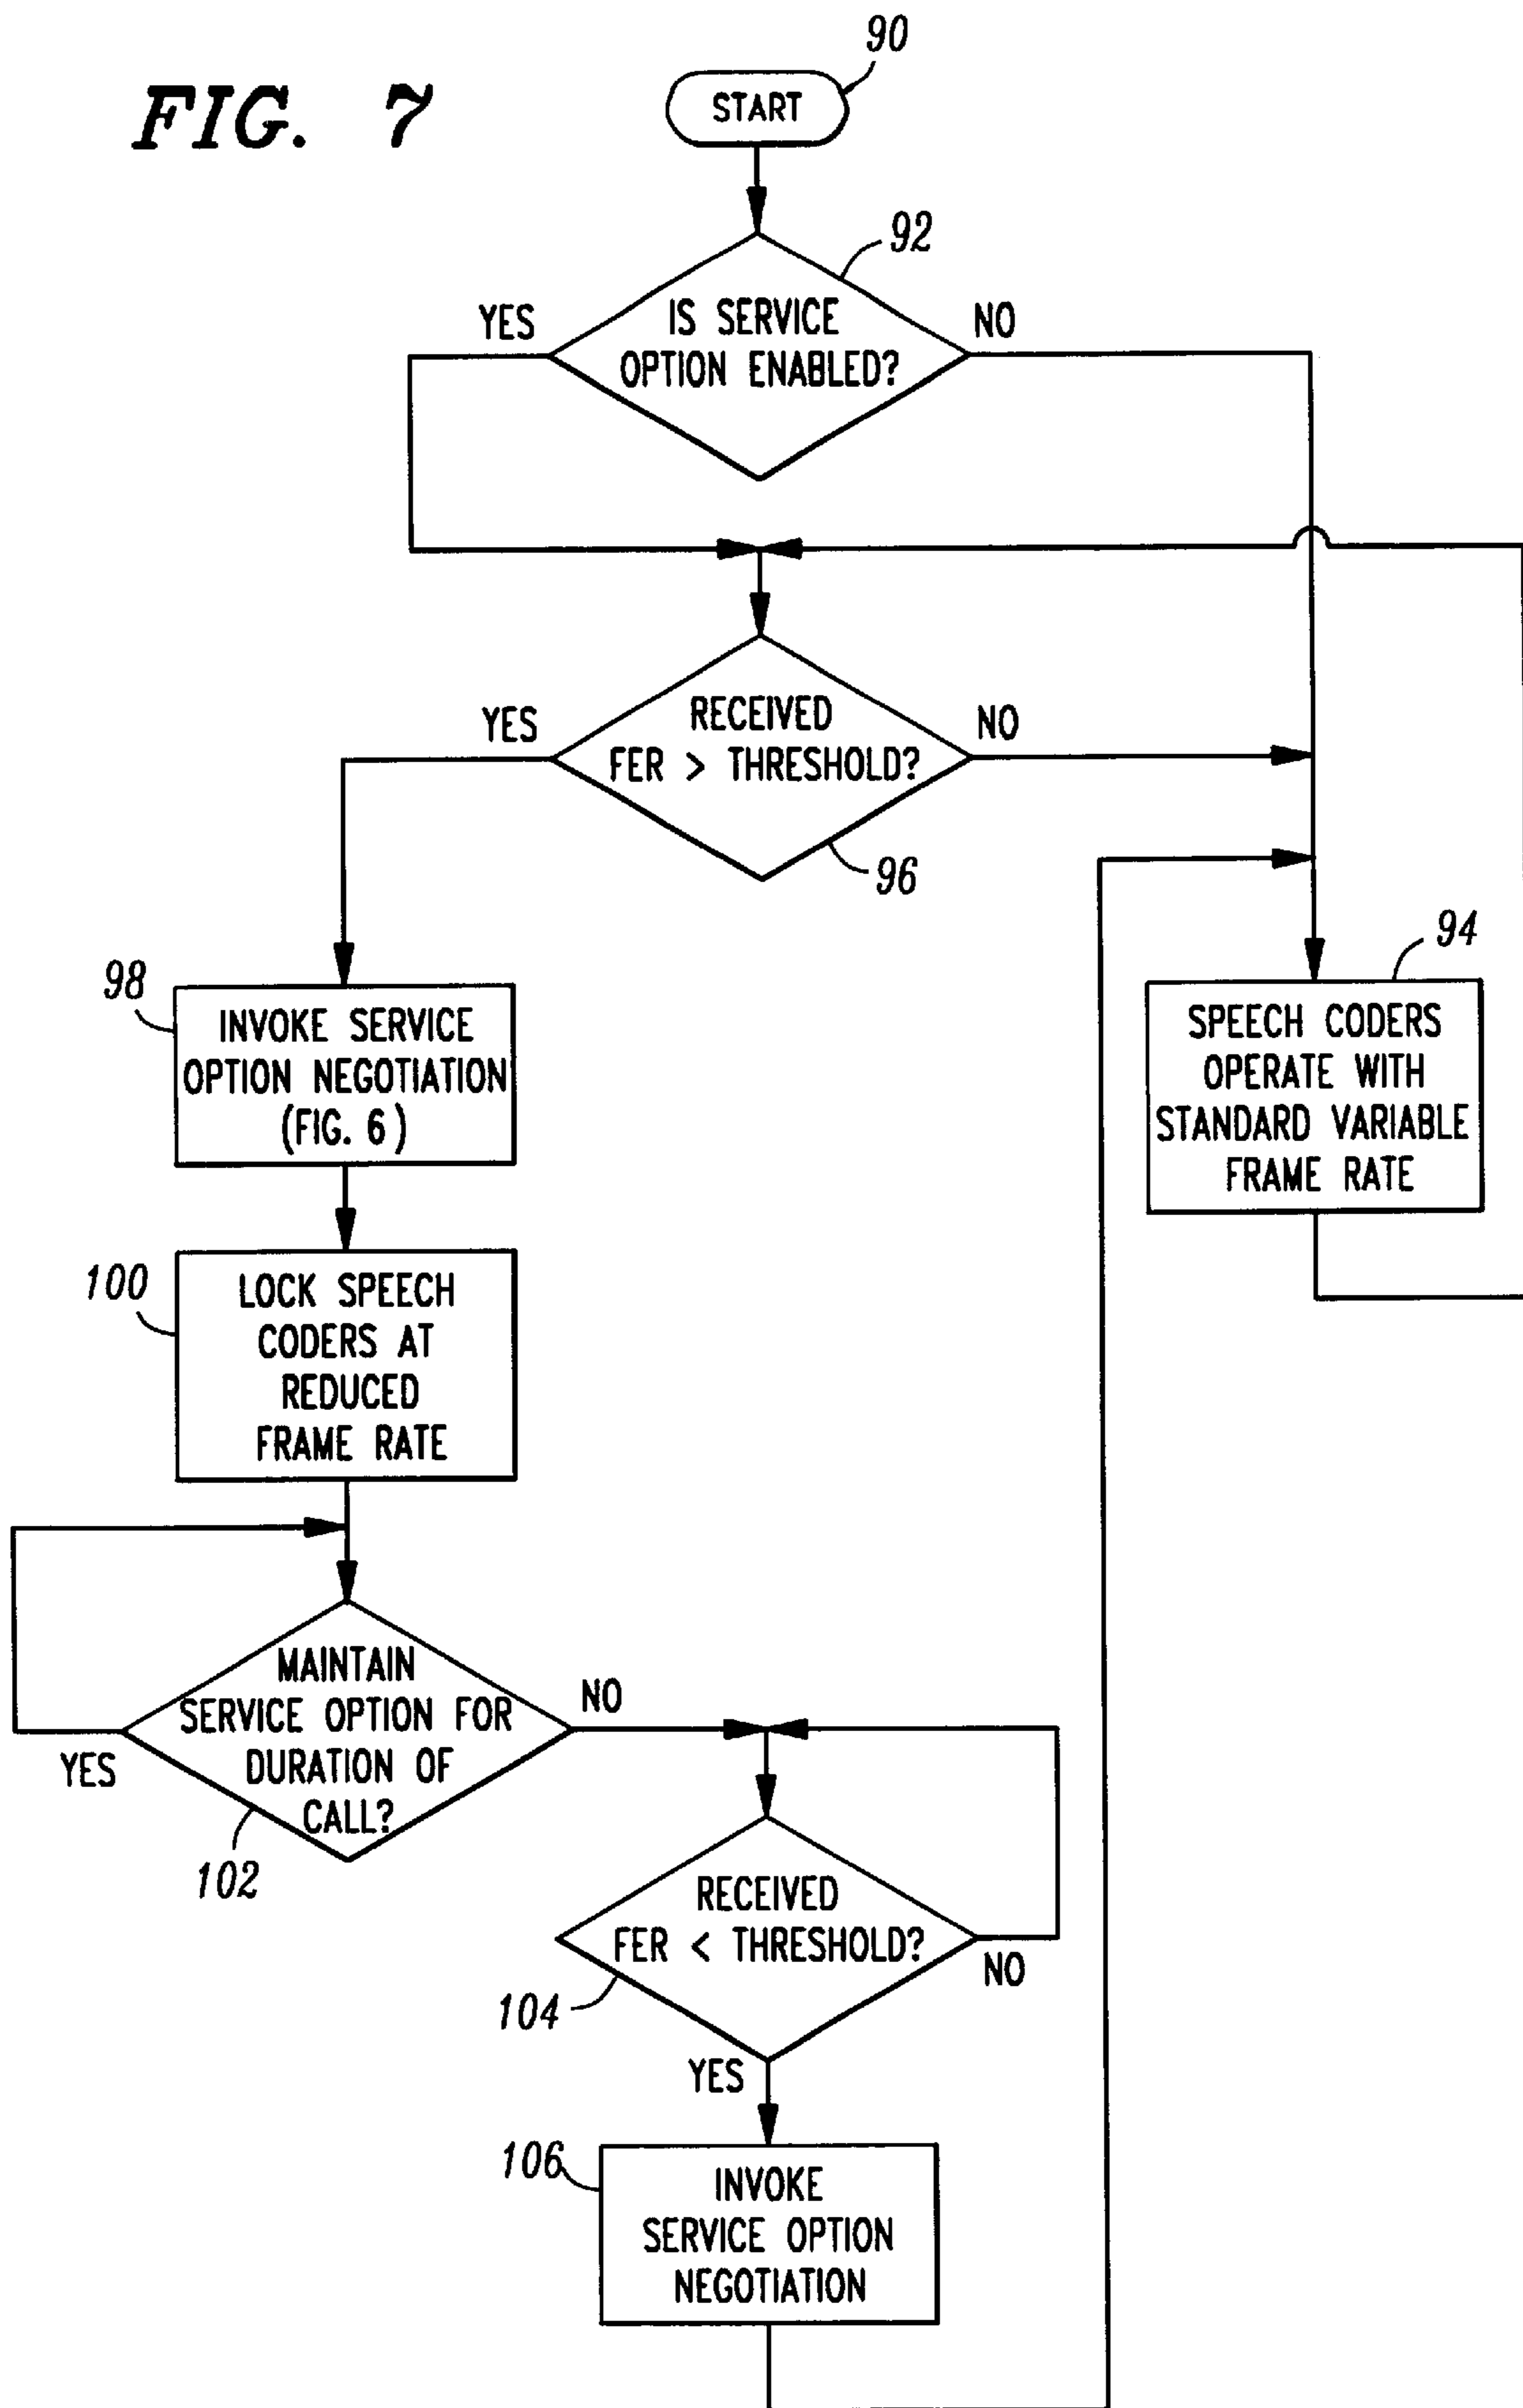 FIG. 7
90
START
92
YES
IS SERVICE
OPTION ENABLED?
NO
YES
RECEIVED
FER > THRESHOLD?
NO
96
94
98
INVOKE SERVICE
OPTION NEGOTIATION
(FIG. 6)
SPEECH CODERS
OPERATE WITH
STANDARD VARIABLE
FRAME RATE
100
LOCK SPEECH
CODERS AT
REDUCED
FRAME RATE
MAINTAIN
SERVICE OPTION FOR
DURATION OF
CALL?
NO
YES
102
RECEIVED
FER < THRESHOLD?
NO
104
YES
106
INVOKE
SERVICE OPTION
NEGOTIATION